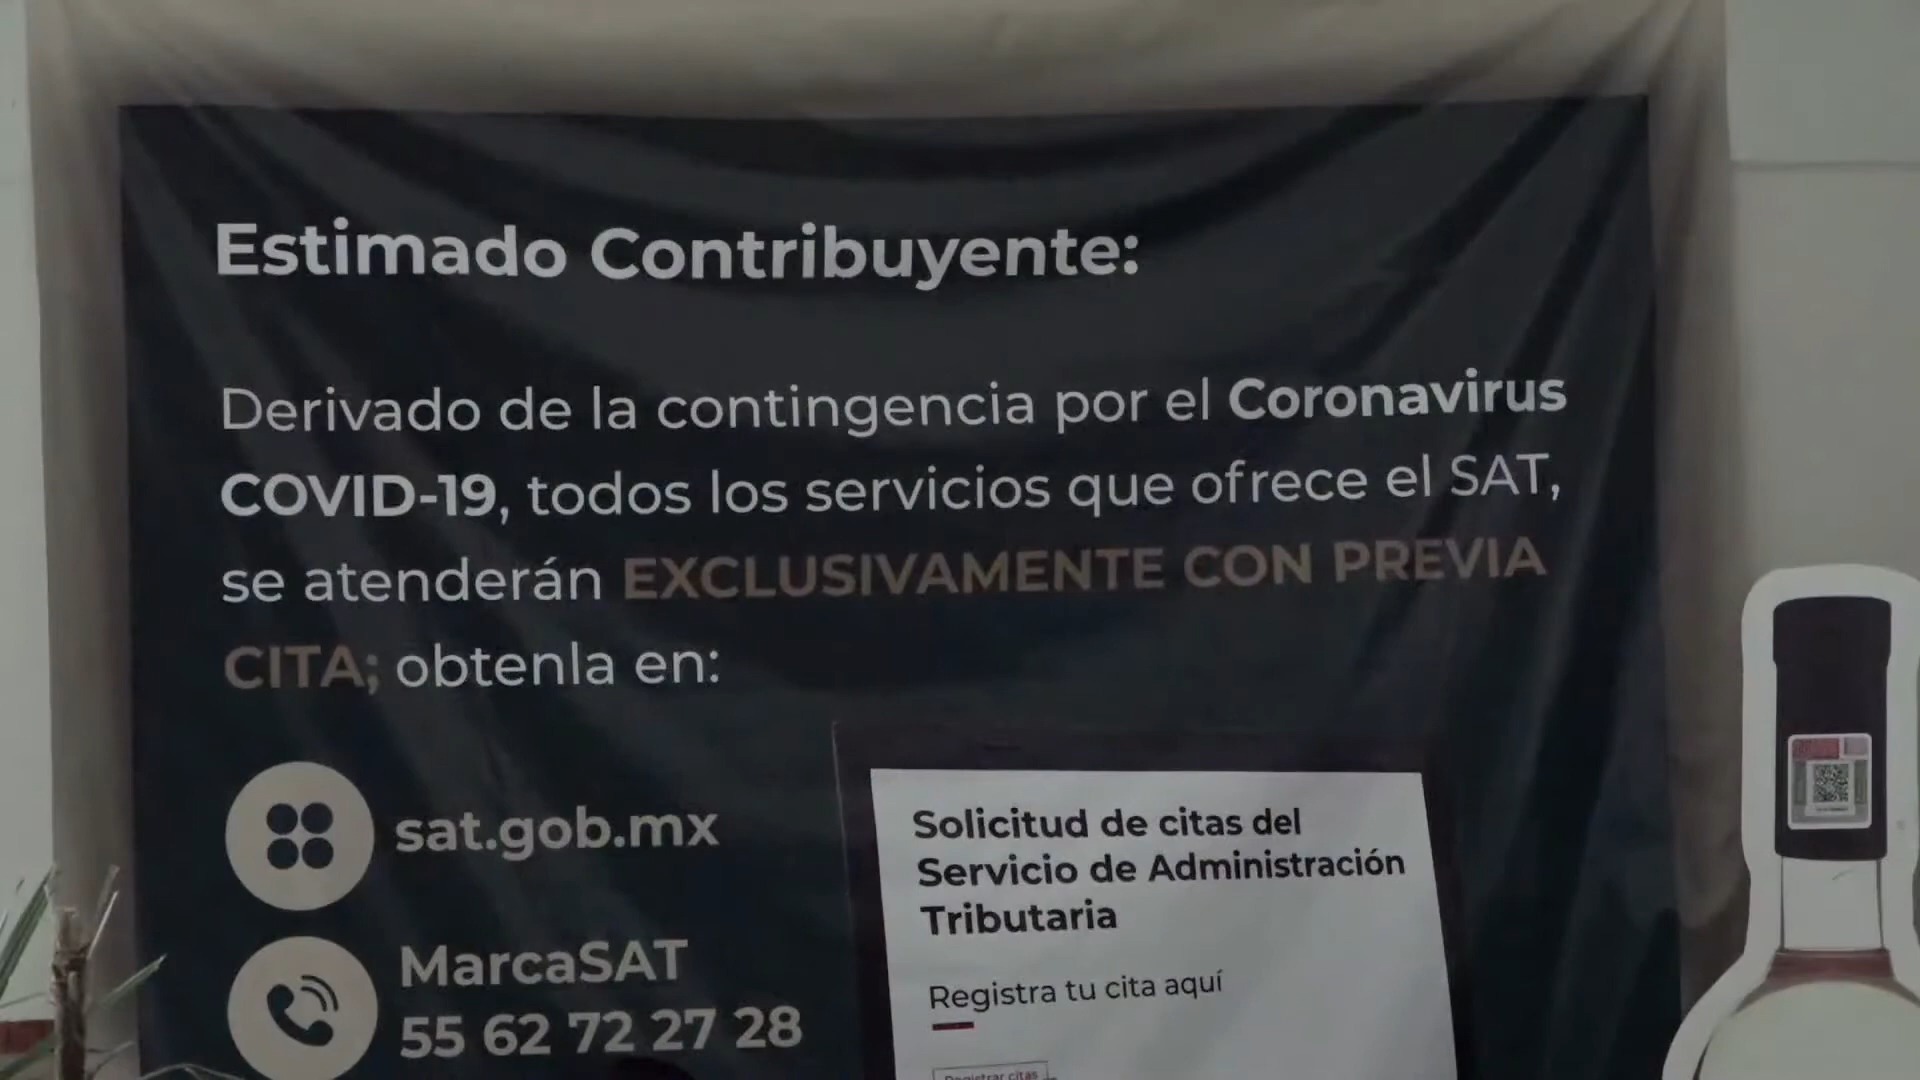 Estimado Contribuyente:
Derivado de la contingencia por el Coronavirus
COVID-19, todos los servicios que ofrece el SAT,
se atenderán EXCLUSIVAMENTE CON PREVIA
CITA; obtenla en:
sat.gob.mx
MarcaSAT
55 62 72 27 28
Solicitud de citas del
Servicio de Administración
Tributaria
Registra tu cita aquí
Registrar citas